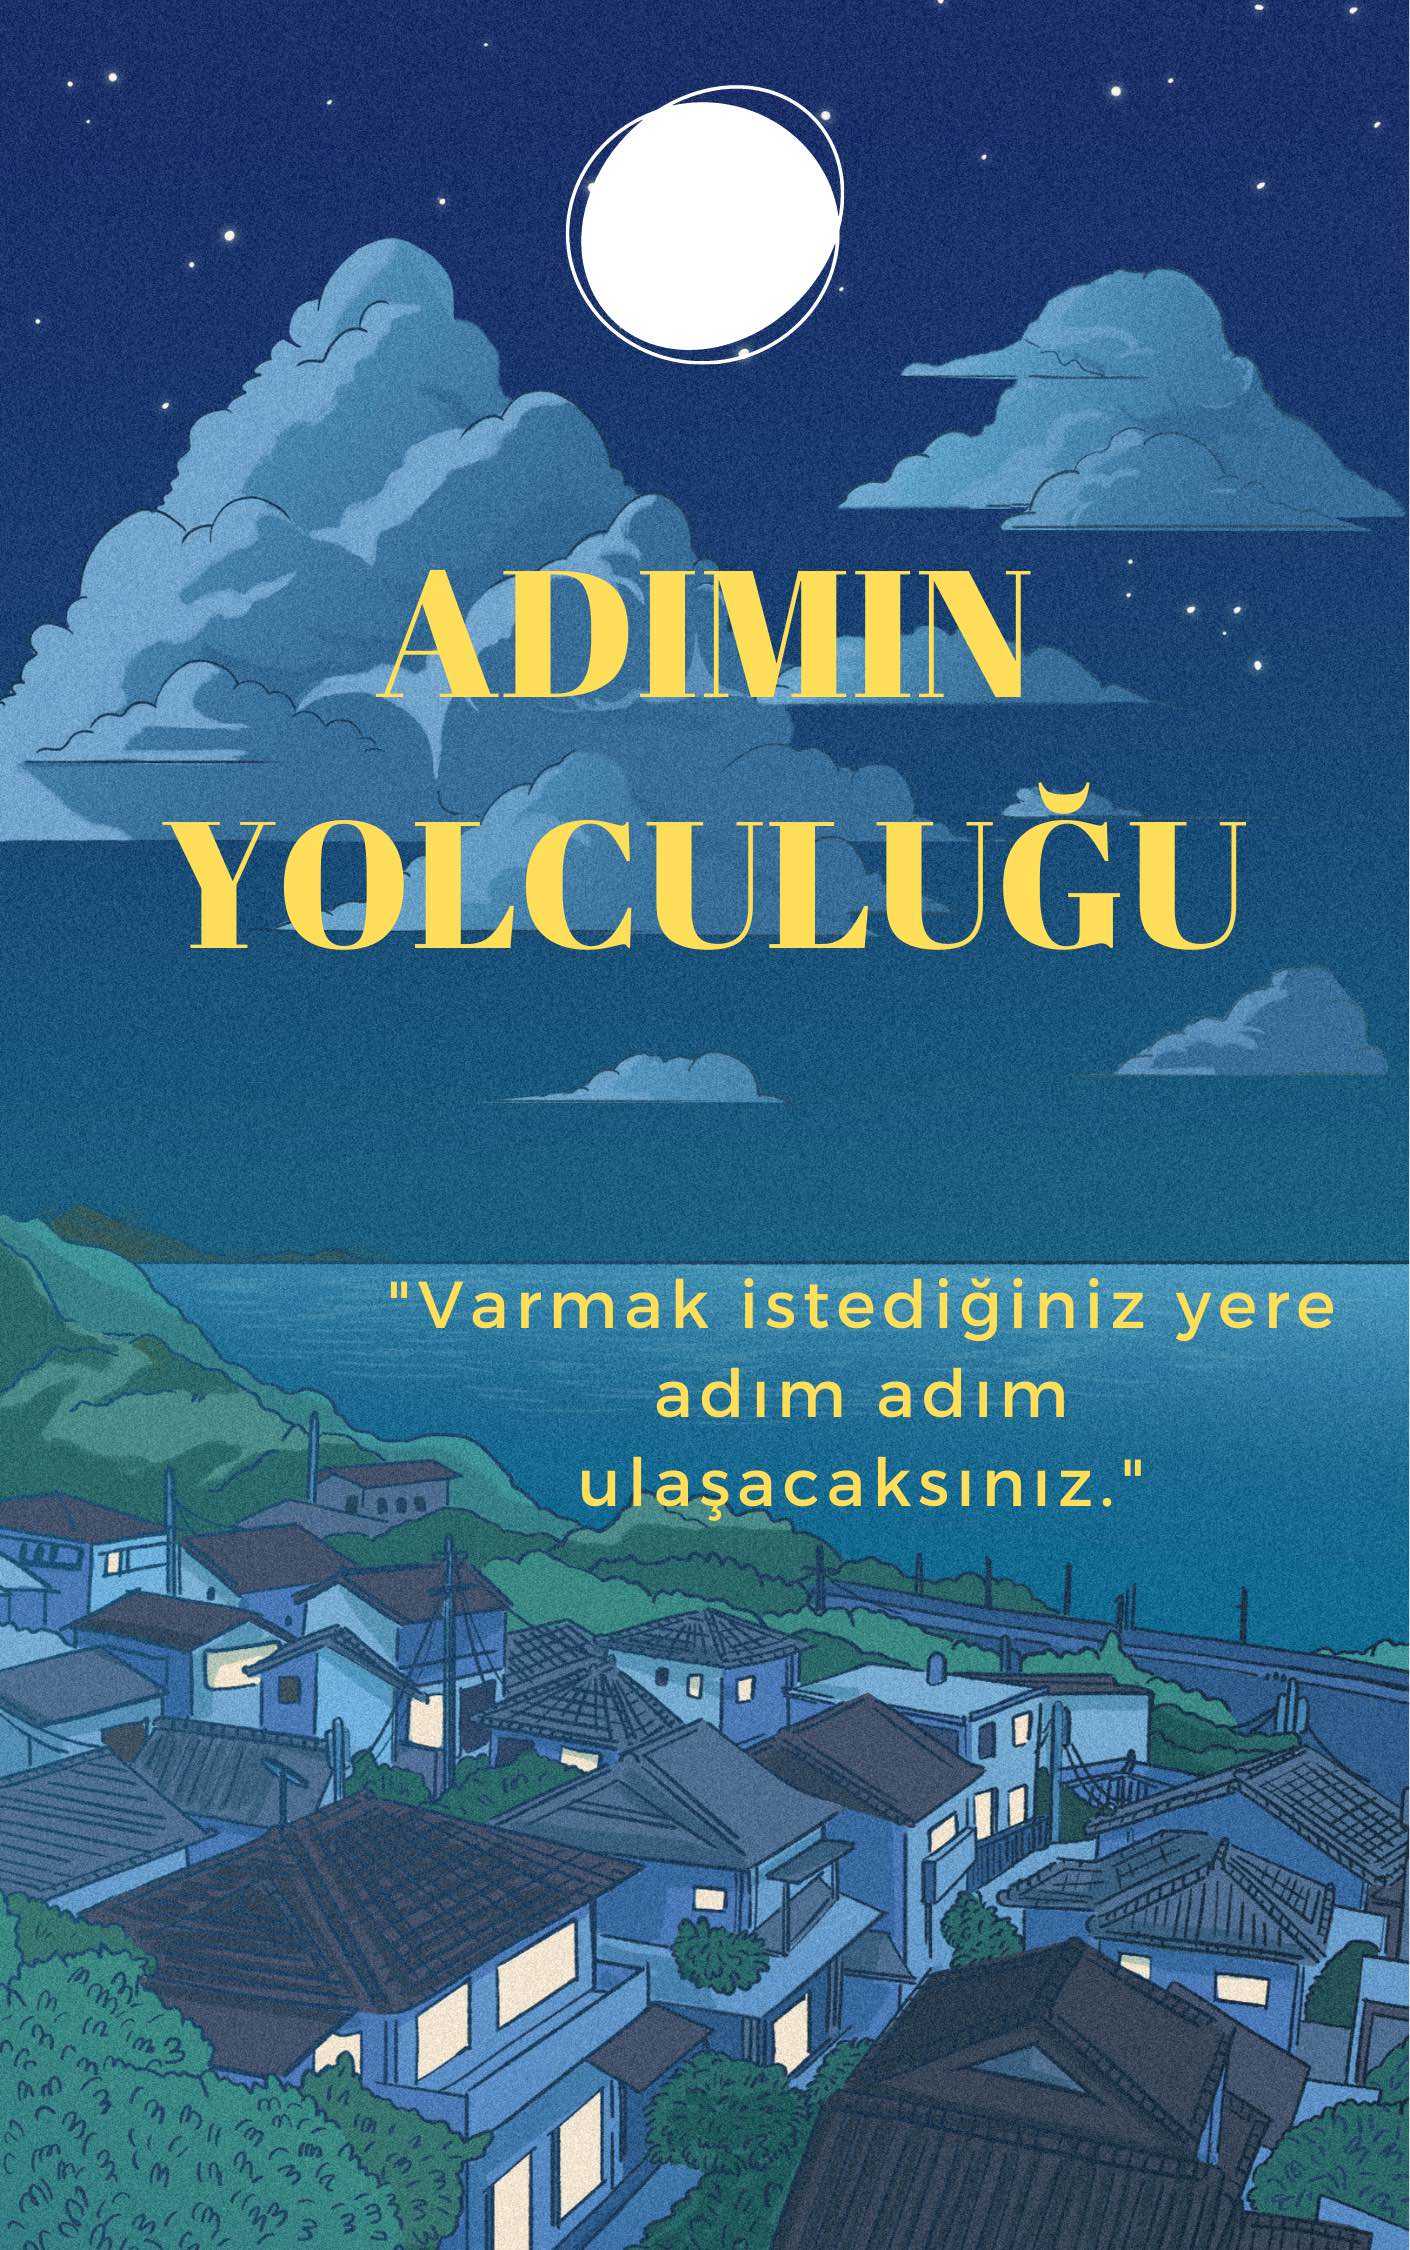 ADIMIN
YOLCULUĞU
"Varmak istediğiniz yere
adım adım
ulaşacaksınız."